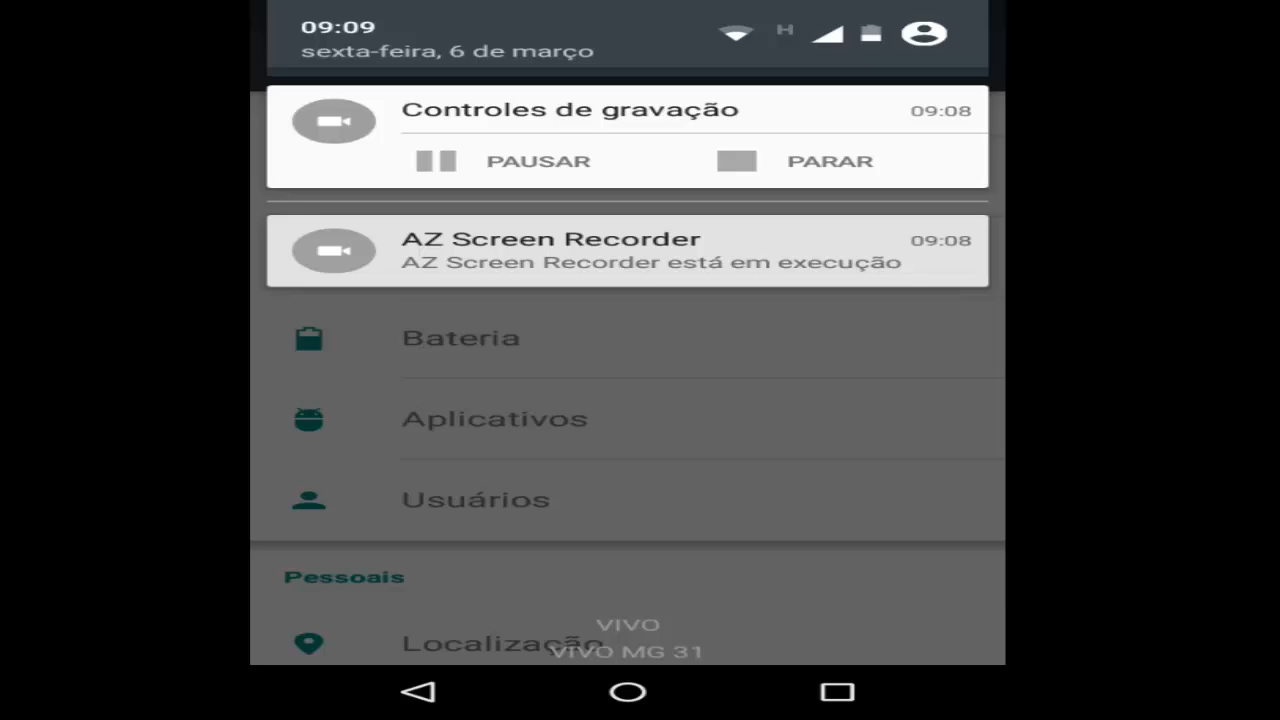 09:09
sexta-feira, 6 de março
H
Controles de gravação 09:08
PAUSAR PARAR
AZ Screen Recorder 09:08
AZ Screen Recorder está em execução
Bateria
Aplicativos
Usuários
Pessoais
VIVO
Localização
VIVO MG 31